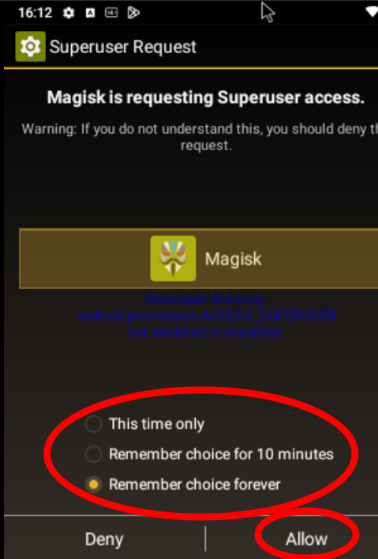 16:12
Superuser Request
Magisk is requesting Superuser access.
Warning: If you do not understand this, you should deny th
request.
Magisk
Developer Warning:
android.permission.ACCESS_SUPERUSER
not declared in manifest.
This time only
Remember choice for 10 minutes
Remember choice forever
Deny
Allow